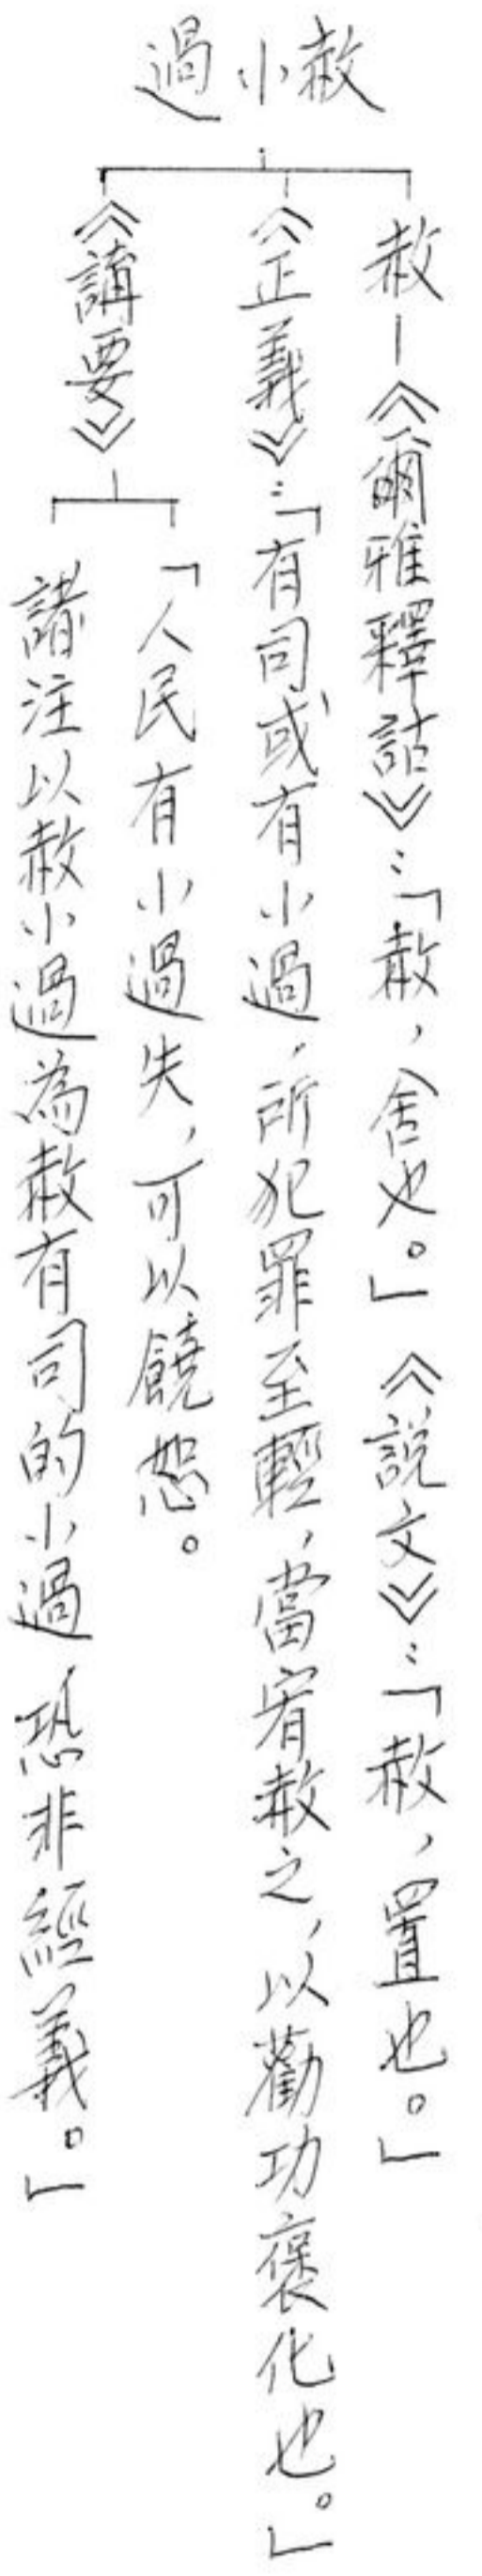 赦小過
赦—《爾雅釋詁》：「赦，舍也。」《說文》：「赦，置也。」
《正義》：「有司或有小過，所犯罪至輕，當宥赦之，以勸功褒化也。」
《講要》
「人民有小過失，可以饒恕。
諸注以赦小過為赦有司的小過，恐非經義。」